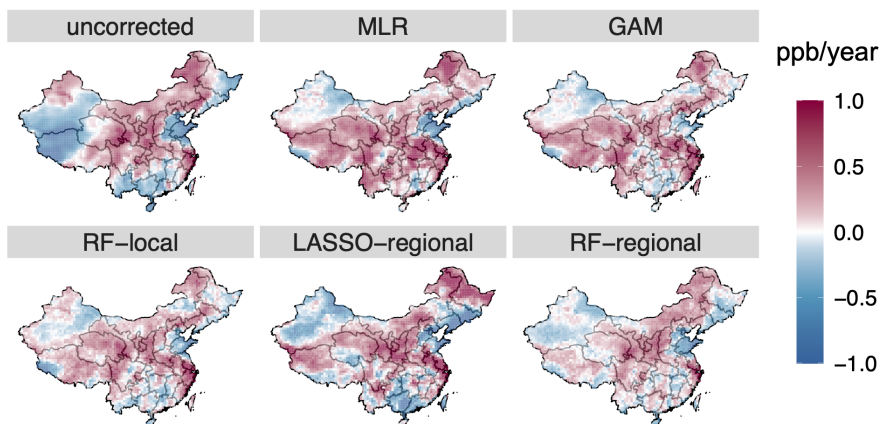 uncorrected
MLR
GAM
ppb/year
1.0
0.5
0.0
−0.5
−1.0
RF−local
LASSO−regional
RF−regional